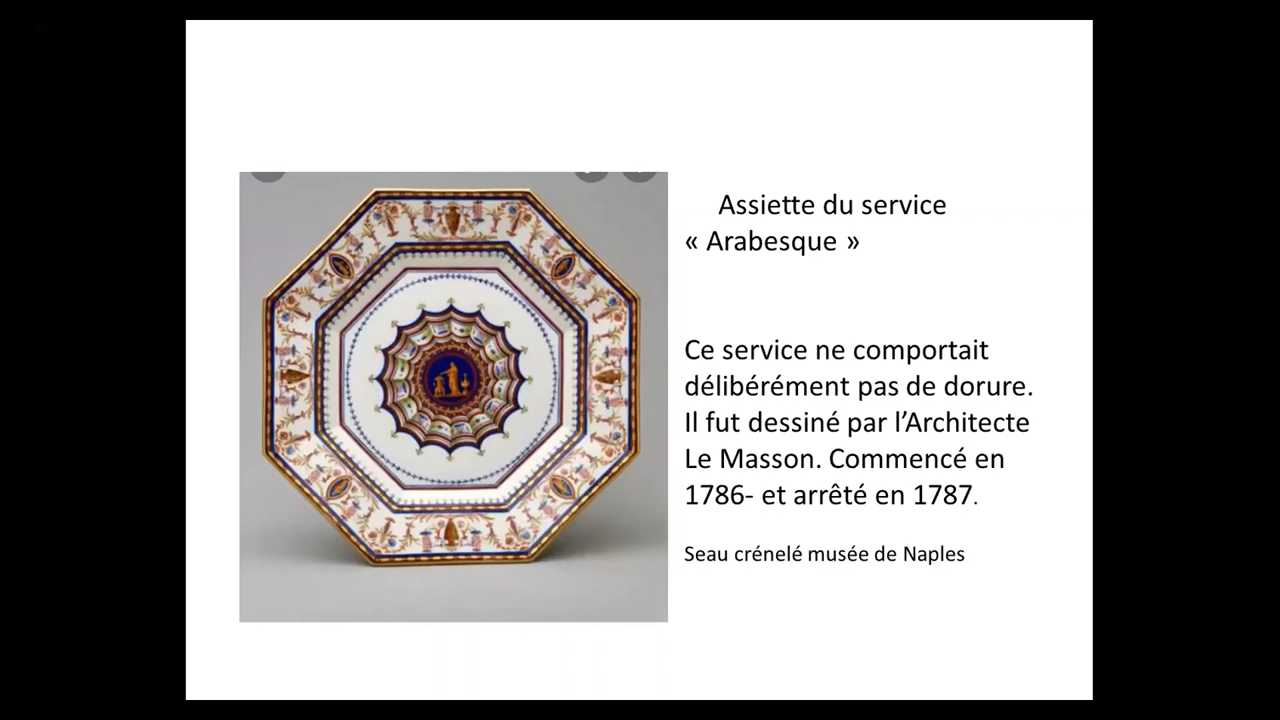 Assiette du service
« Arabesque »
Ce service ne comportait
délibérément pas de dorure.
Il fut dessiné par l’Architecte
Le Masson. Commencé en
1786- et arrêté en 1787.
Seau crénelé musée de Naples